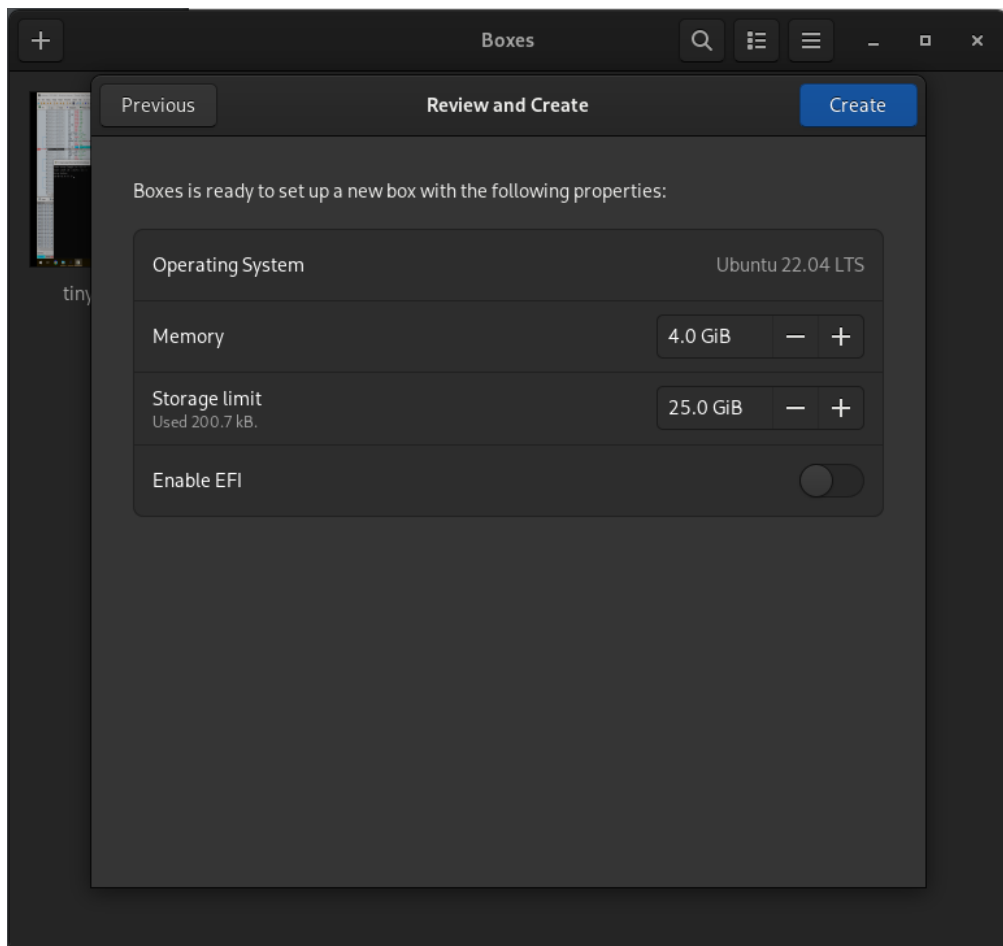 Boxes
Previous
Review and Create
Create
Boxes is ready to set up a new box with the following properties:
Operating System
Ubuntu 22.04 LTS
Memory
4.0 GiB
Storage limit
Used 200.7 kB.
25.0 GiB
Enable EFI
tiny